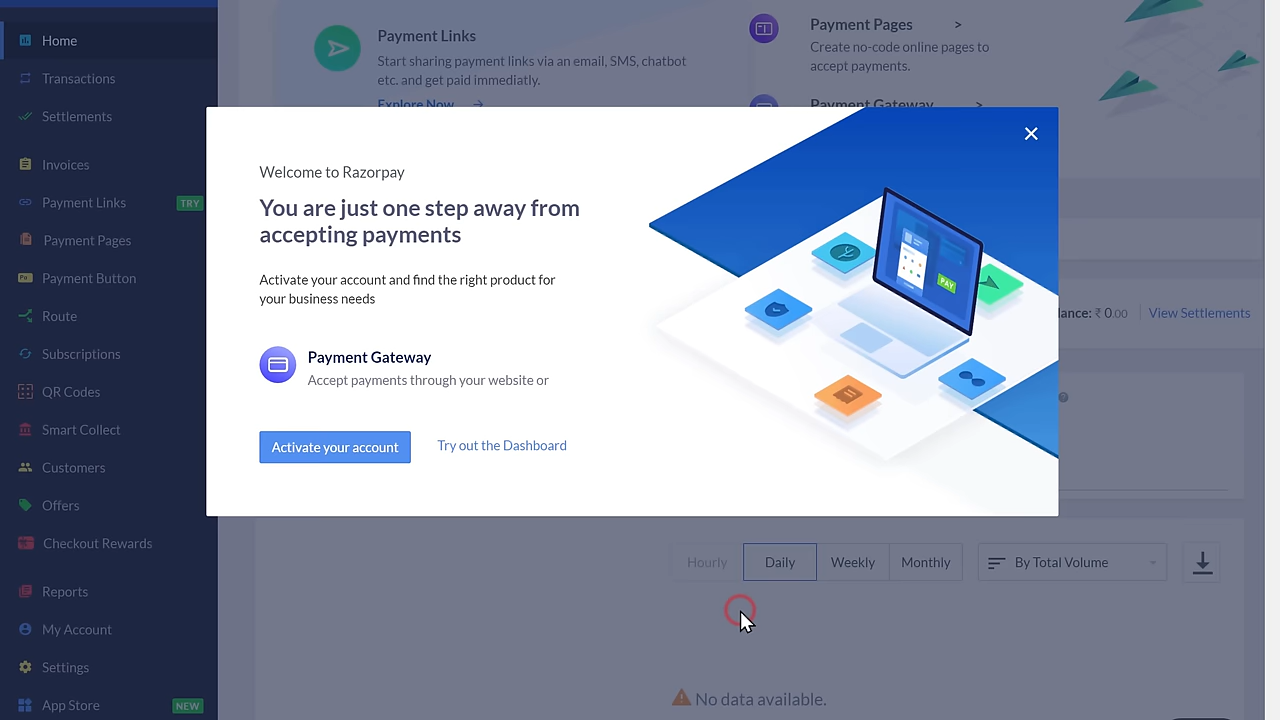 Home
Transactions
Settlements
Invoices
Payment Links TRY
Payment Pages
Payment Button
Route
Subscriptions
QR Codes
Smart Collect
Customers
Offers
Checkout Rewards
Reports
My Account
Settings
App Store NEW
Payment Links
Start sharing payment links via an email, SMS, chatbot
etc. and get paid immediatly.
Explore Now →
Payment Pages >
Create no-code online pages to
accept payments.
Payment Gateway >
Welcome to Razorpay
You are just one step away from
accepting payments
Activate your account and find the right product for
your business needs
Payment Gateway
Accept payments through your website or
Activate your account
Try out the Dashboard
PAY
lance: ₹ 0.00
View Settlements
Hourly Daily Weekly Monthly
By Total Volume
No data available.